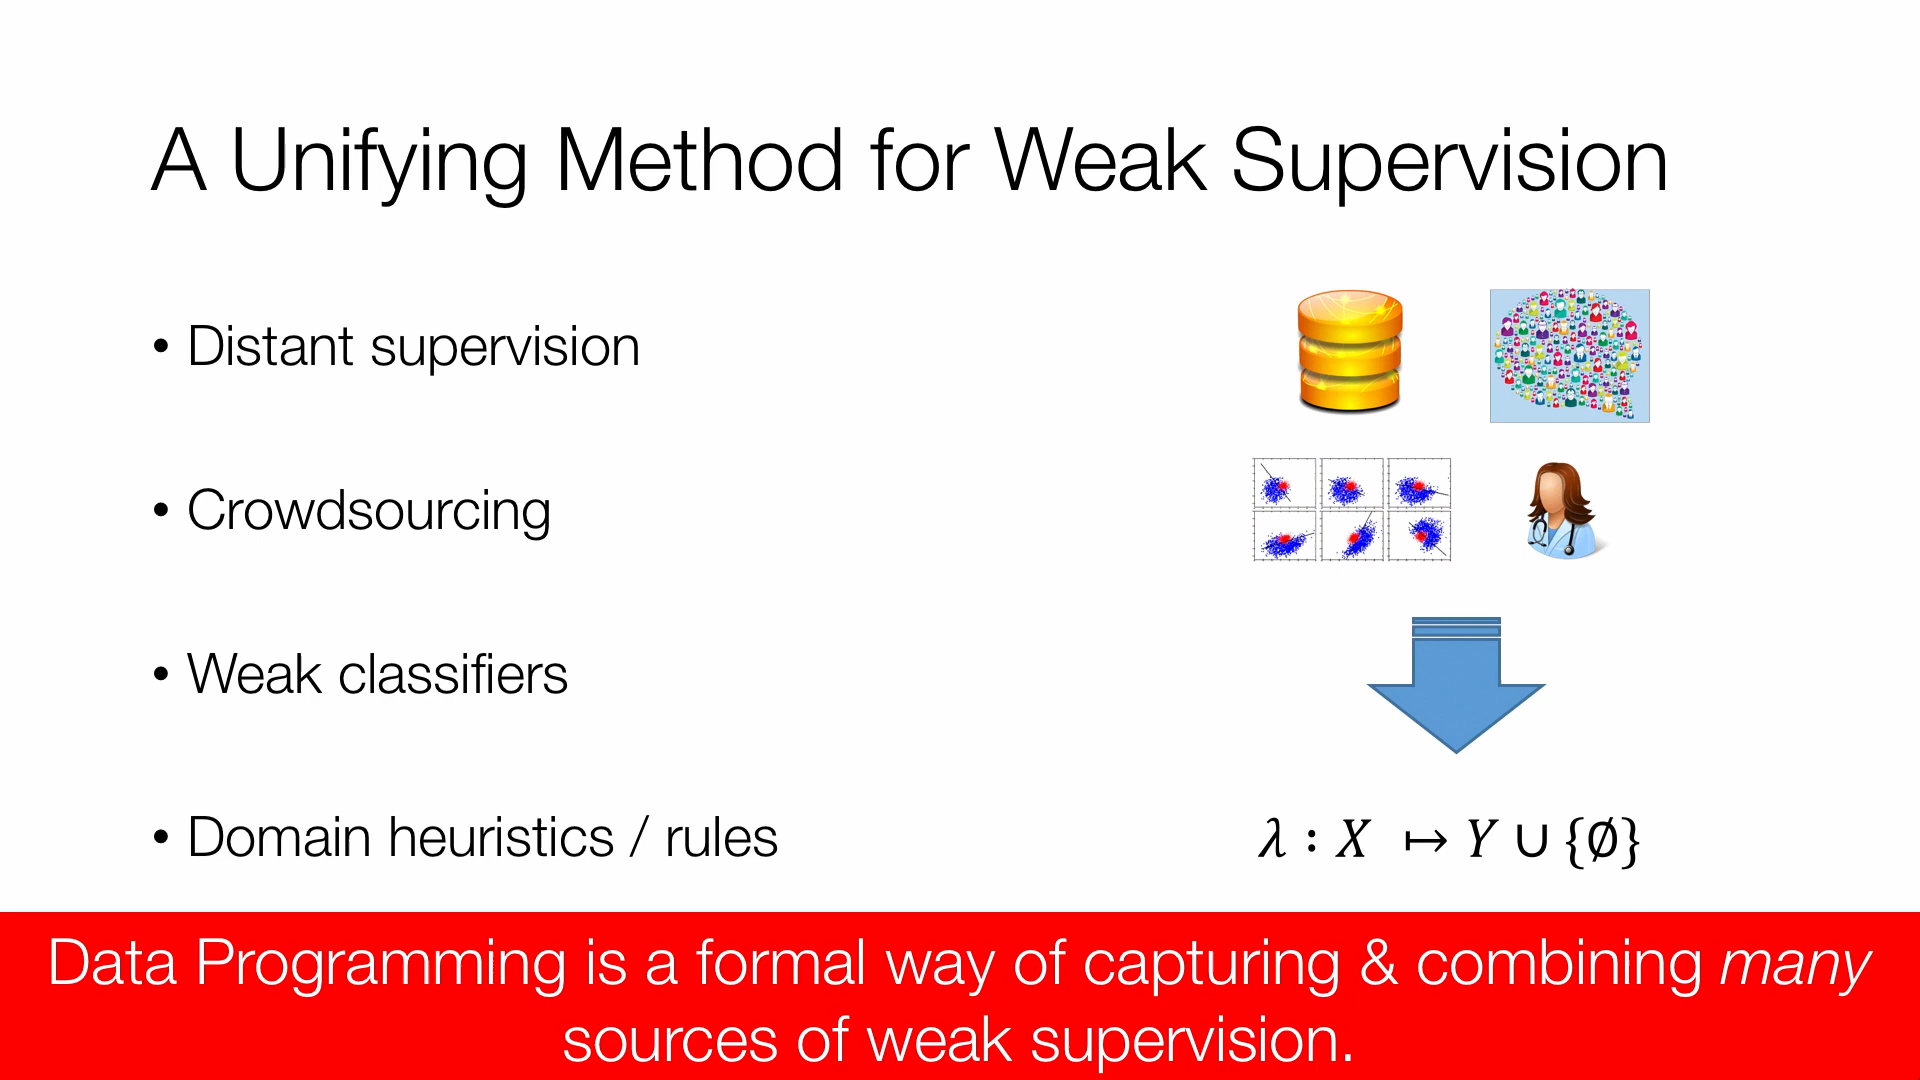 A Unifying Method for Weak Supervision
• Distant supervision
• Crowdsourcing
• Weak classifiers
• Domain heuristics / rules
λ : X ↦ Y ∪ {∅}
Data Programming is a formal way of capturing & combining many
sources of weak supervision.